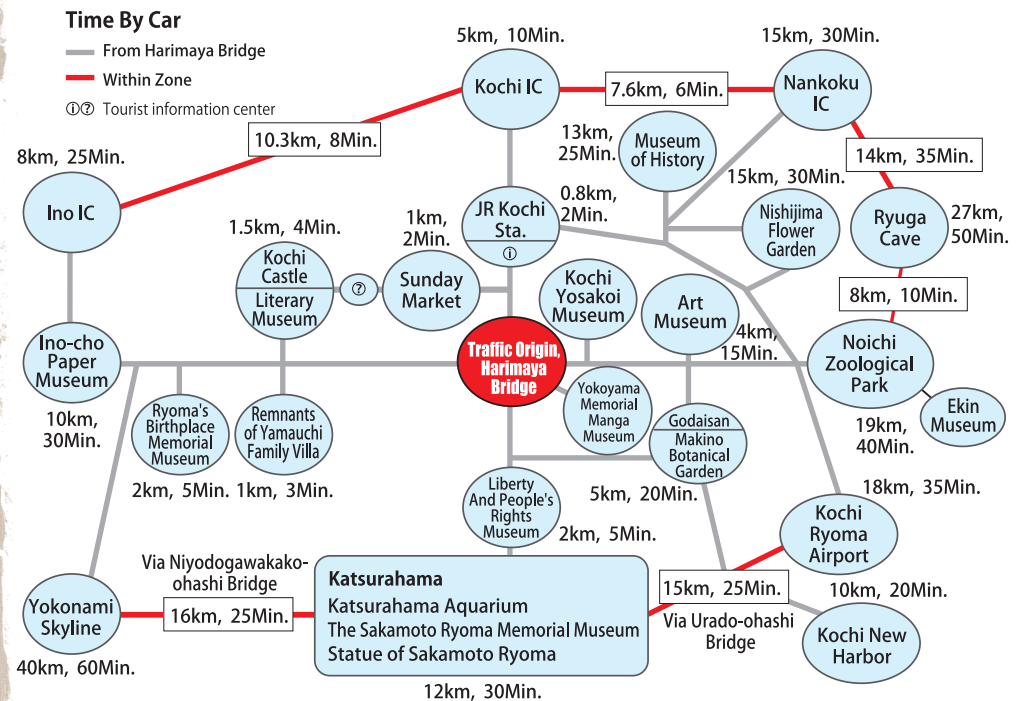 Time By Car
From Harimaya Bridge
Within Zone
ⓘ? Tourist information center
5km, 10Min.
Kochi IC
7.6km, 6Min.
15km, 30Min.
Nankoku
IC
10.3km, 8Min.
8km, 25Min.
Ino IC
13km,
25Min.
Museum
of History
14km, 35Min.
15km, 30Min.
Nishijima
Flower
Garden
Ryuga
Cave
27km,
50Min.
0.8km,
2Min.
JR Kochi
Sta.
ⓘ
1km,
2Min.
Sunday
Market
1.5km, 4Min.
Kochi
Castle
Literary
Museum
?
Kochi
Yosakoi
Museum
Art
Museum
4km,
15Min.
8km, 10Min.
Ino-cho
Paper
Museum
10km,
30Min.
Traffic Origin,
Harimaya
Bridge
Noichi
Zoological
Park
19km,
40Min.
Ekin
Museum
Ryoma's
Birthplace
Memorial
Museum
2km, 5Min.
Remnants
of Yamauchi
Family Villa
1km, 3Min.
Yokoyama
Memorial
Manga
Museum
Godaisan
Makino
Botanical
Garden
5km, 20Min.
Liberty
And People's
Rights
Museum
2km, 5Min.
18km, 35Min.
Kochi
Ryoma
Airport
Via Niyodogawakako-
ohashi Bridge
16km, 25Min.
Yokonami
Skyline
40km, 60Min.
Katsurahama
Katsurahama Aquarium
The Sakamoto Ryoma Memorial Museum
Statue of Sakamoto Ryoma
12km, 30Min.
15km, 25Min.
Via Urado-ohashi
Bridge
10km, 20Min.
Kochi New
Harbor